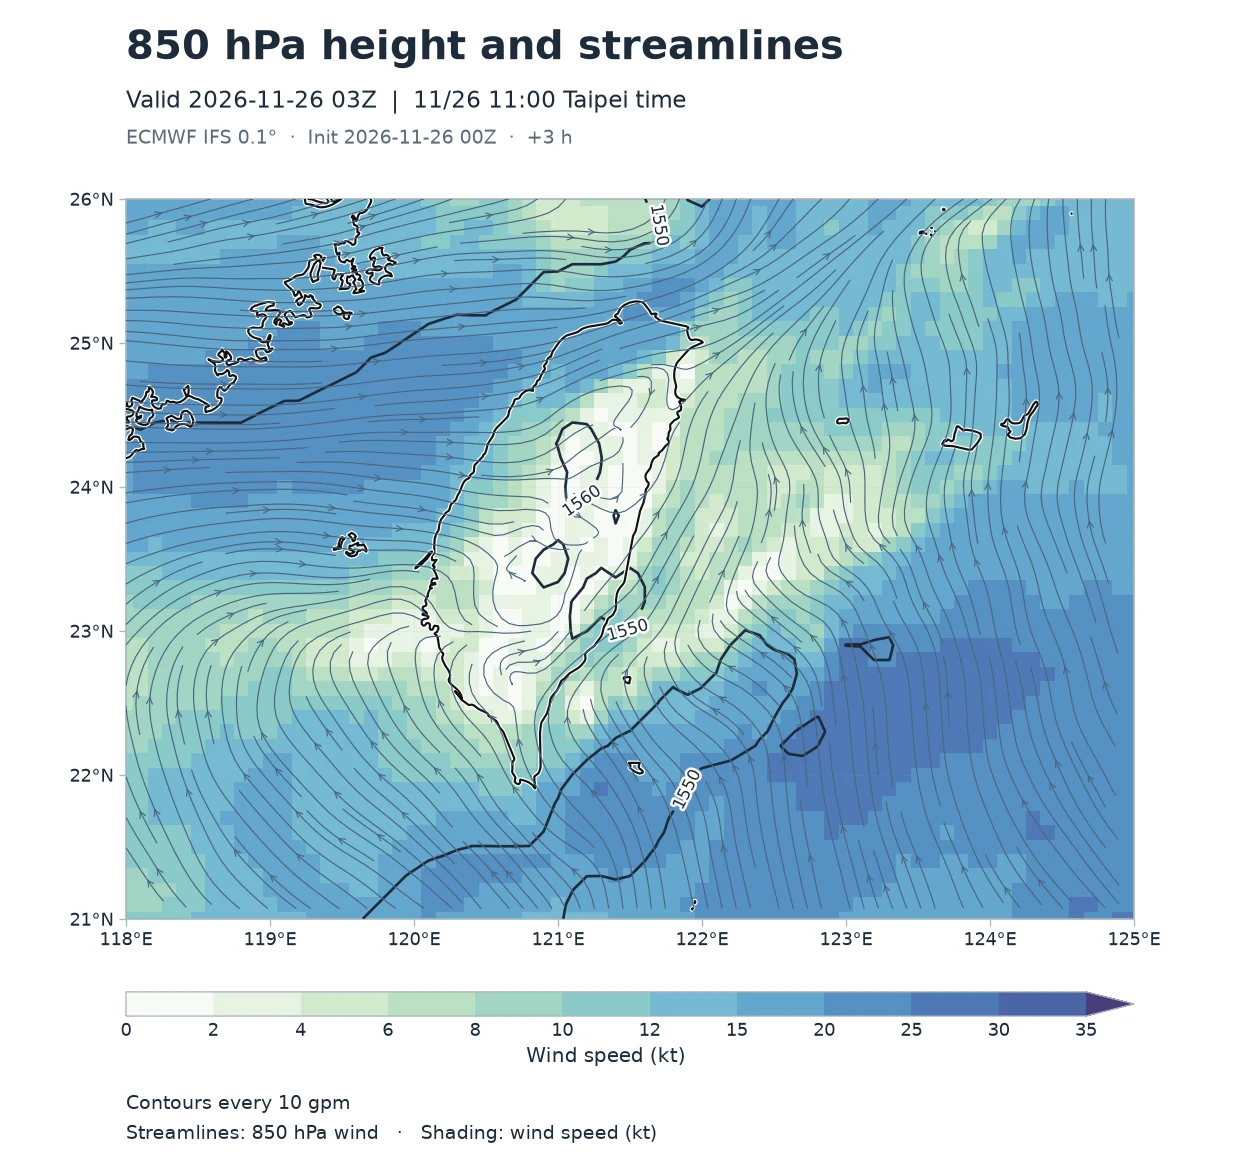 850 hPa height and streamlines
Valid 2026-11-26 03Z | 11/26 11:00 Taipei time
ECMWF IFS 0.1° · Init 2026-11-26 00Z · +3 h
26°N
1550
25°N
24°N
1560
23°N
1550
22°N
1550
21°N
118°E 119°E 120°E 121°E 122°E 123°E 124°E 125°E
0 2 4 6 8 10 12 15 20 25 30 35
Wind speed (kt)
Contours every 10 gpm
Streamlines: 850 hPa wind · Shading: wind speed (kt)